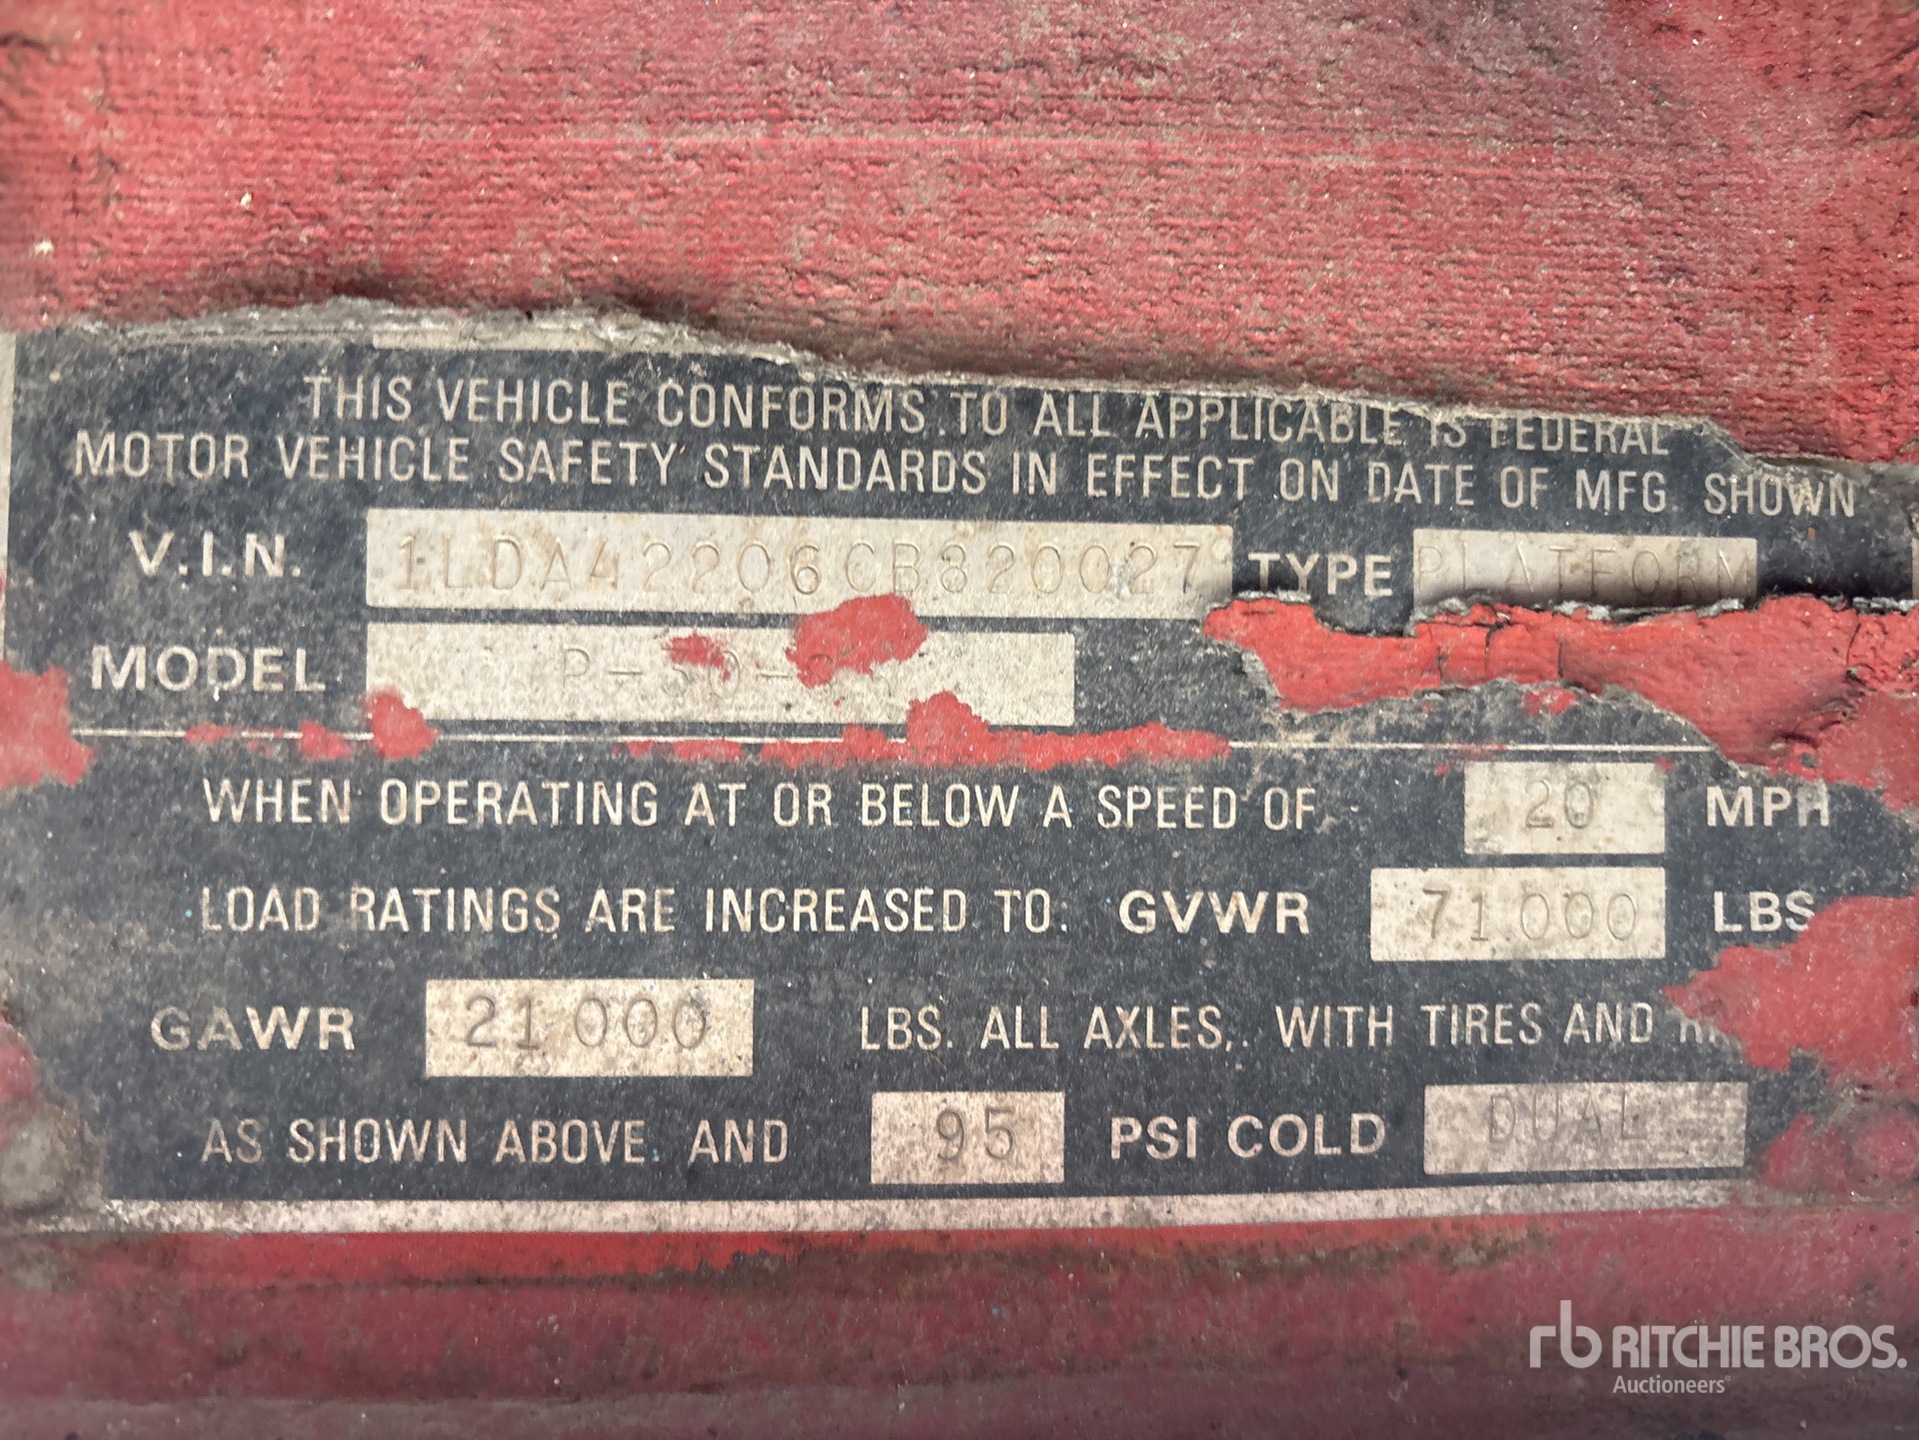 THIS VEHICLE CONFORMS TO ALL APPLICABLE IS FEDERAL
MOTOR VEHICLE SAFETY STANDARDS IN EFFECT ON DATE OF MFG. SHOWN
V.I.N. 1LDA42206CB820027 TYPE PLATFORM
MODEL
WHEN OPERATING AT OR BELOW A SPEED OF 20 MPH
LOAD RATINGS ARE INCREASED TO: GVWR 71000 LBS
GAWR 21000 LBS. ALL AXLES, WITH TIRES AND
AS SHOWN ABOVE AND 95 PSI COLD DUAL
rb RITCHIE BROS.
Auctioneers